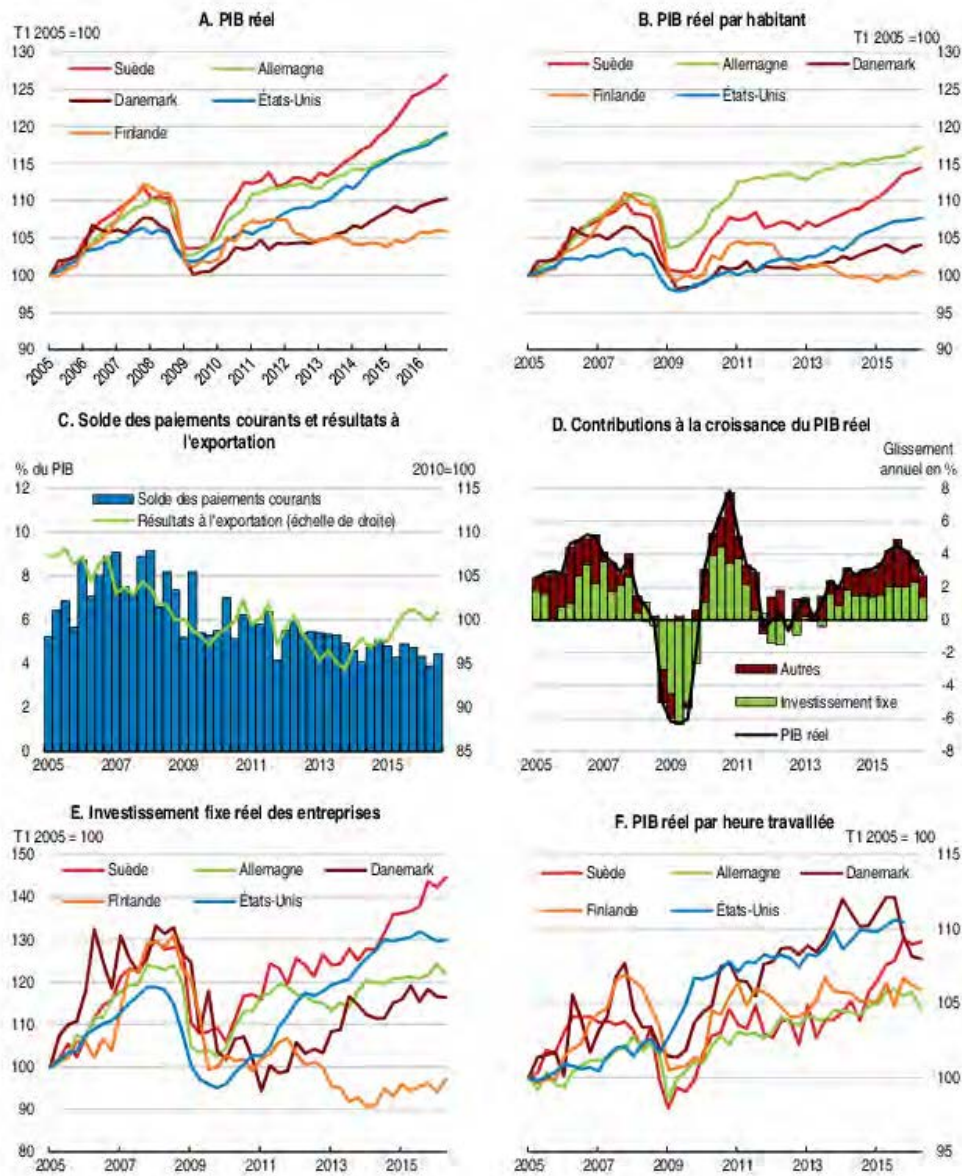 A. PIB réel
T1 2005 =100
130
125
120
115
110
105
100
95
90
Suède
Allemagne
Danemark
États-Unis
Finlande
2005 2006 2007 2008 2009 2010 2011 2012 2013 2014 2015 2016
B. PIB réel par habitant
T1 2005 =100
130
125
120
115
110
105
100
95
90
Suède
Allemagne
Danemark
Finlande
États-Unis
2005 2007 2009 2011 2013 2015
C. Solde des paiements courants et résultats à
l'exportation
% du PIB
2010=100
12
10
8
6
4
2
0
115
110
105
100
95
90
85
Solde des paiements courants
Résultats à l'exportation (échelle de droite)
2005 2007 2009 2011 2013 2015
D. Contributions à la croissance du PIB réel
Glissement
annuel en %
8
6
4
2
0
-2
-4
-6
-8
Autres
Investissement fixe
PIB réel
2005 2007 2009 2011 2013 2015
E. Investissement fixe réel des entreprises
T1 2005 = 100
150
140
130
120
110
100
90
80
Suède
Allemagne
Danemark
Finlande
États-Unis
2005 2007 2009 2011 2013 2015
F. PIB réel par heure travaillée
T1 2005 = 100
115
110
105
100
95
Suède
Allemagne
Danemark
Finlande
États-Unis
2005 2007 2009 2011 2013 2015